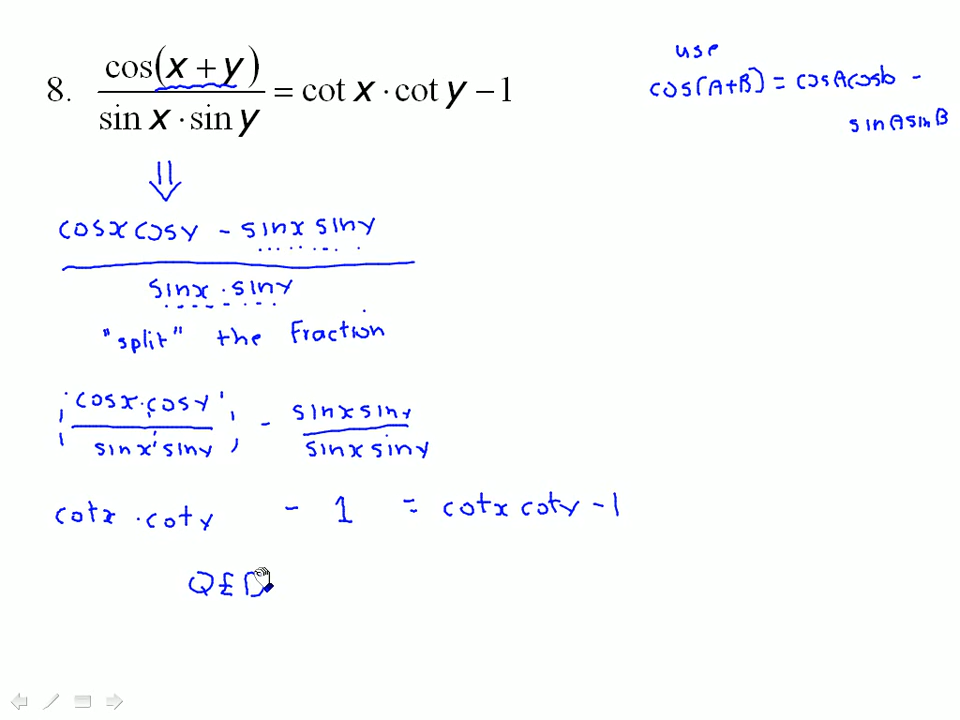 8. cos(x + y) / sin x · sin y = cot x · cot y − 1
use
cos(A+B) = cosAcosb -
sinAsinB
cosx cosy - sinx siny
sinx · siny
"split" the Fraction
cosx · cosy / sinx siny - sinx siny / sinx siny
cotx · coty - 1 = cotx coty - 1
Q£D